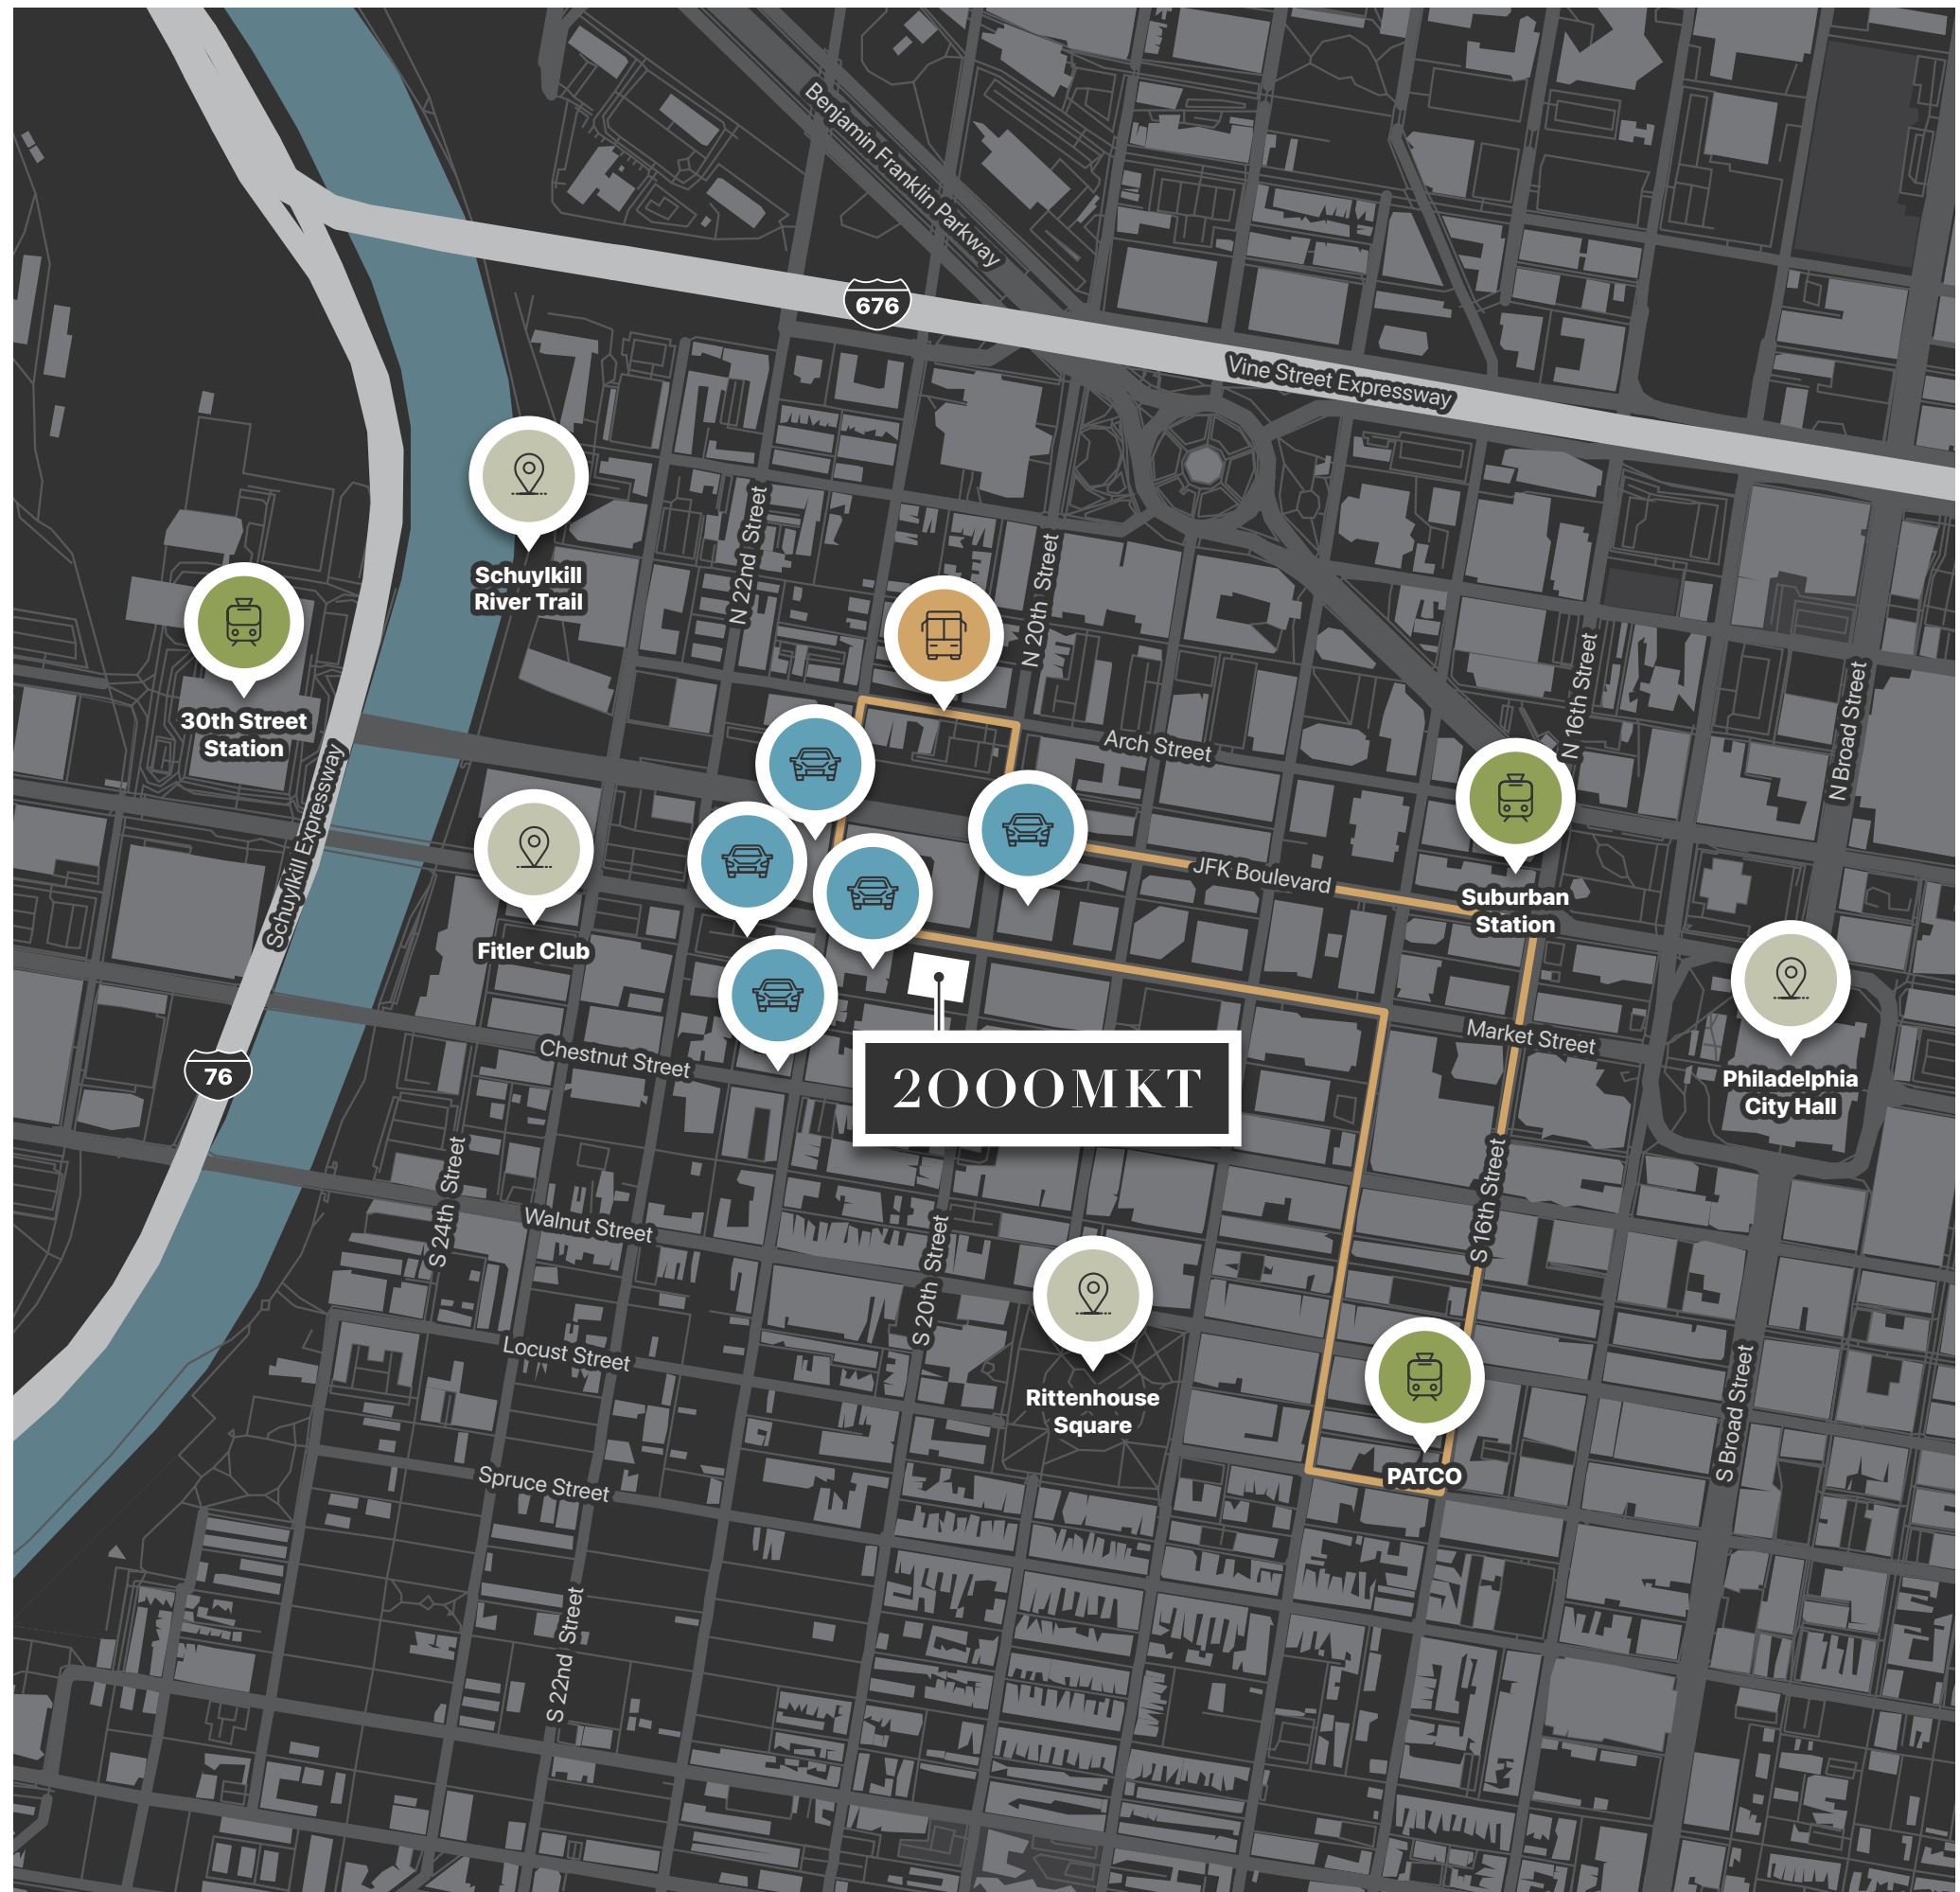 Benjamin Franklin Parkway
676
Vine Street Expressway
Schuylkill
River Trail
N 22nd Street
N 20th Street
30th Street
Station
N 16th Street
N Broad Street
Arch Street
Schuylkill Expressway
JFK Boulevard
Suburban
Station
Fitler Club
Market Street
Chestnut Street
76
2000MKT
Philadelphia
City Hall
S 24th Street
Walnut Street
S 20th Street
S 16th Street
Locust Street
Rittenhouse
Square
S Broad Street
PATCO
Spruce Street
S 22nd Street